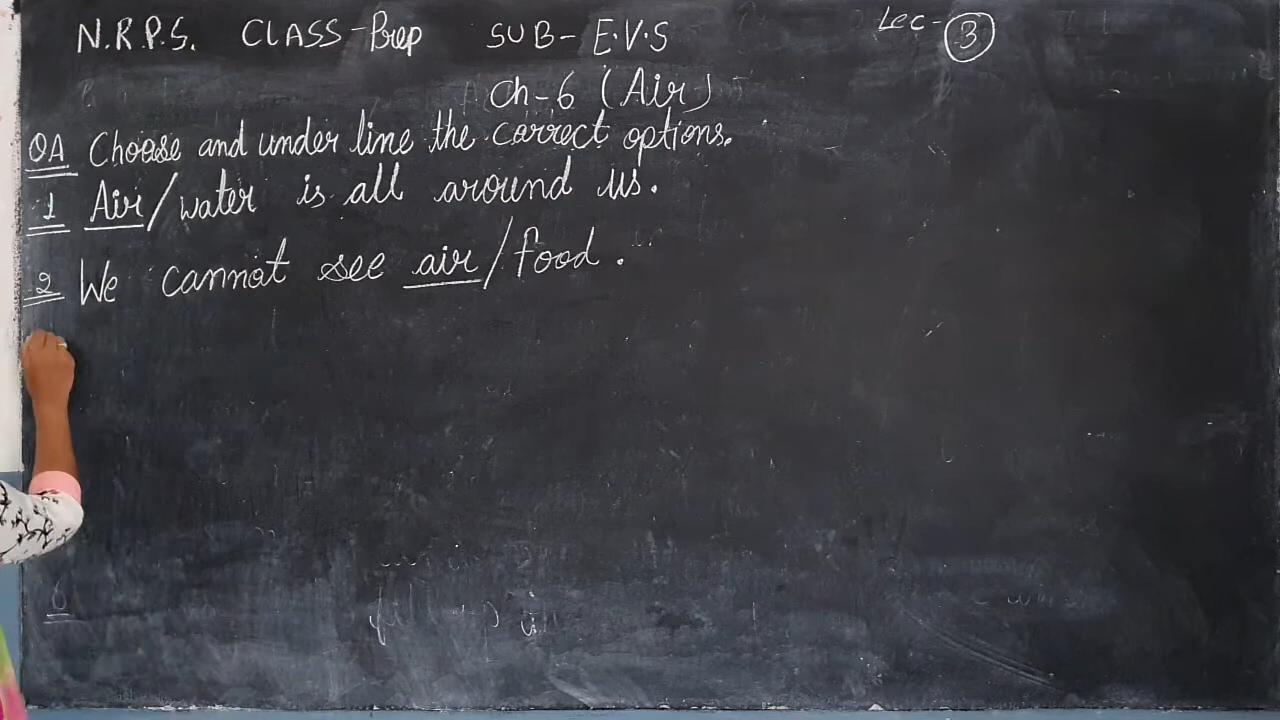 N.R.P.S. CLASS-Prep SUB- E.V.S Lec- 3
Ch-6 (Air)
QA Choose and under line the correct options.
1 Air/water is all around us.
2 We cannot see air/food.
6